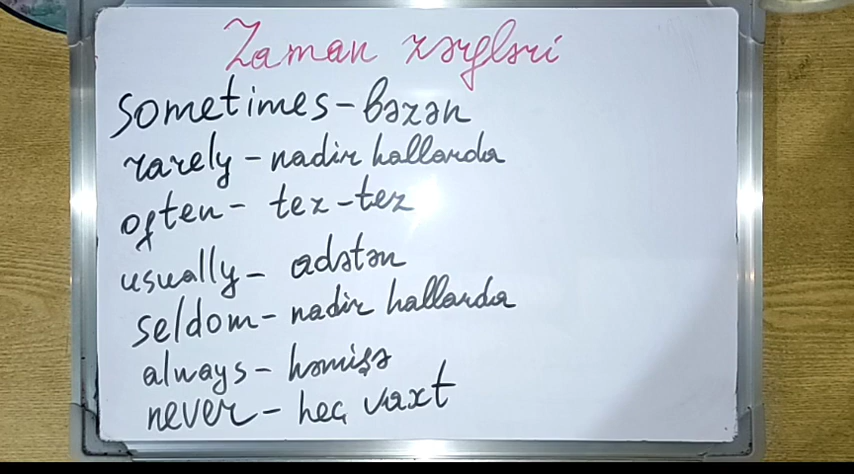 Zaman zərfləri
sometimes - bəzən
rarely - nadir hallarda
often - tez-tez
usually - adətən
seldom - nadir hallarda
always - həmişə
never - heç vaxt